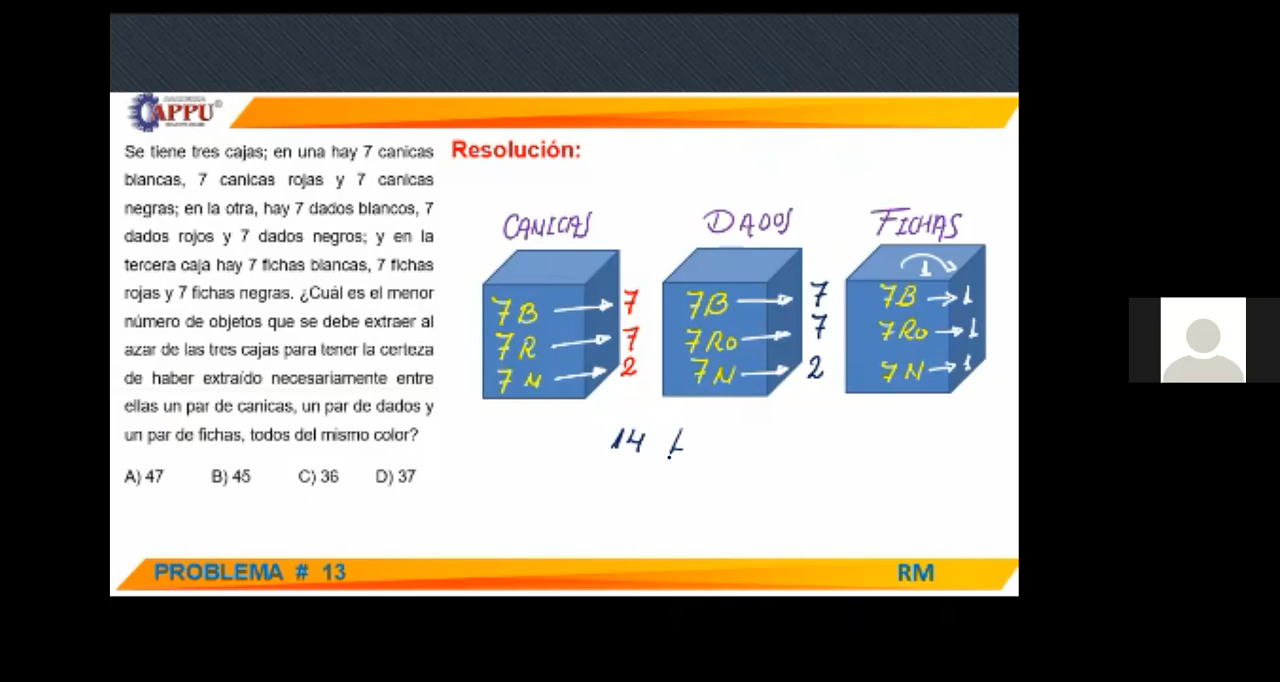 APPU
Se tiene tres cajas; en una hay 7 canicas
blancas, 7 canicas rojas y 7 canicas
negras; en la otra, hay 7 dados blancos, 7
dados rojos y 7 dados negros; y en la
tercera caja hay 7 fichas blancas, 7 fichas
rojas y 7 fichas negras. ¿Cuál es el menor
número de objetos que se debe extraer al
azar de las tres cajas para tener la certeza
de haber extraído necesariamente entre
ellas un par de canicas, un par de dados y
un par de fichas, todos del mismo color?
A) 47 B) 45 C) 36 D) 37
Resolución:
CANICAS DADOS FICHAS
1
7B → 7 7B → 7 7B → 1
7R → 7 7Ro → 7 7Ro → 1
7N → 2 7N → 2 7N → 1
14
PROBLEMA # 13 RM